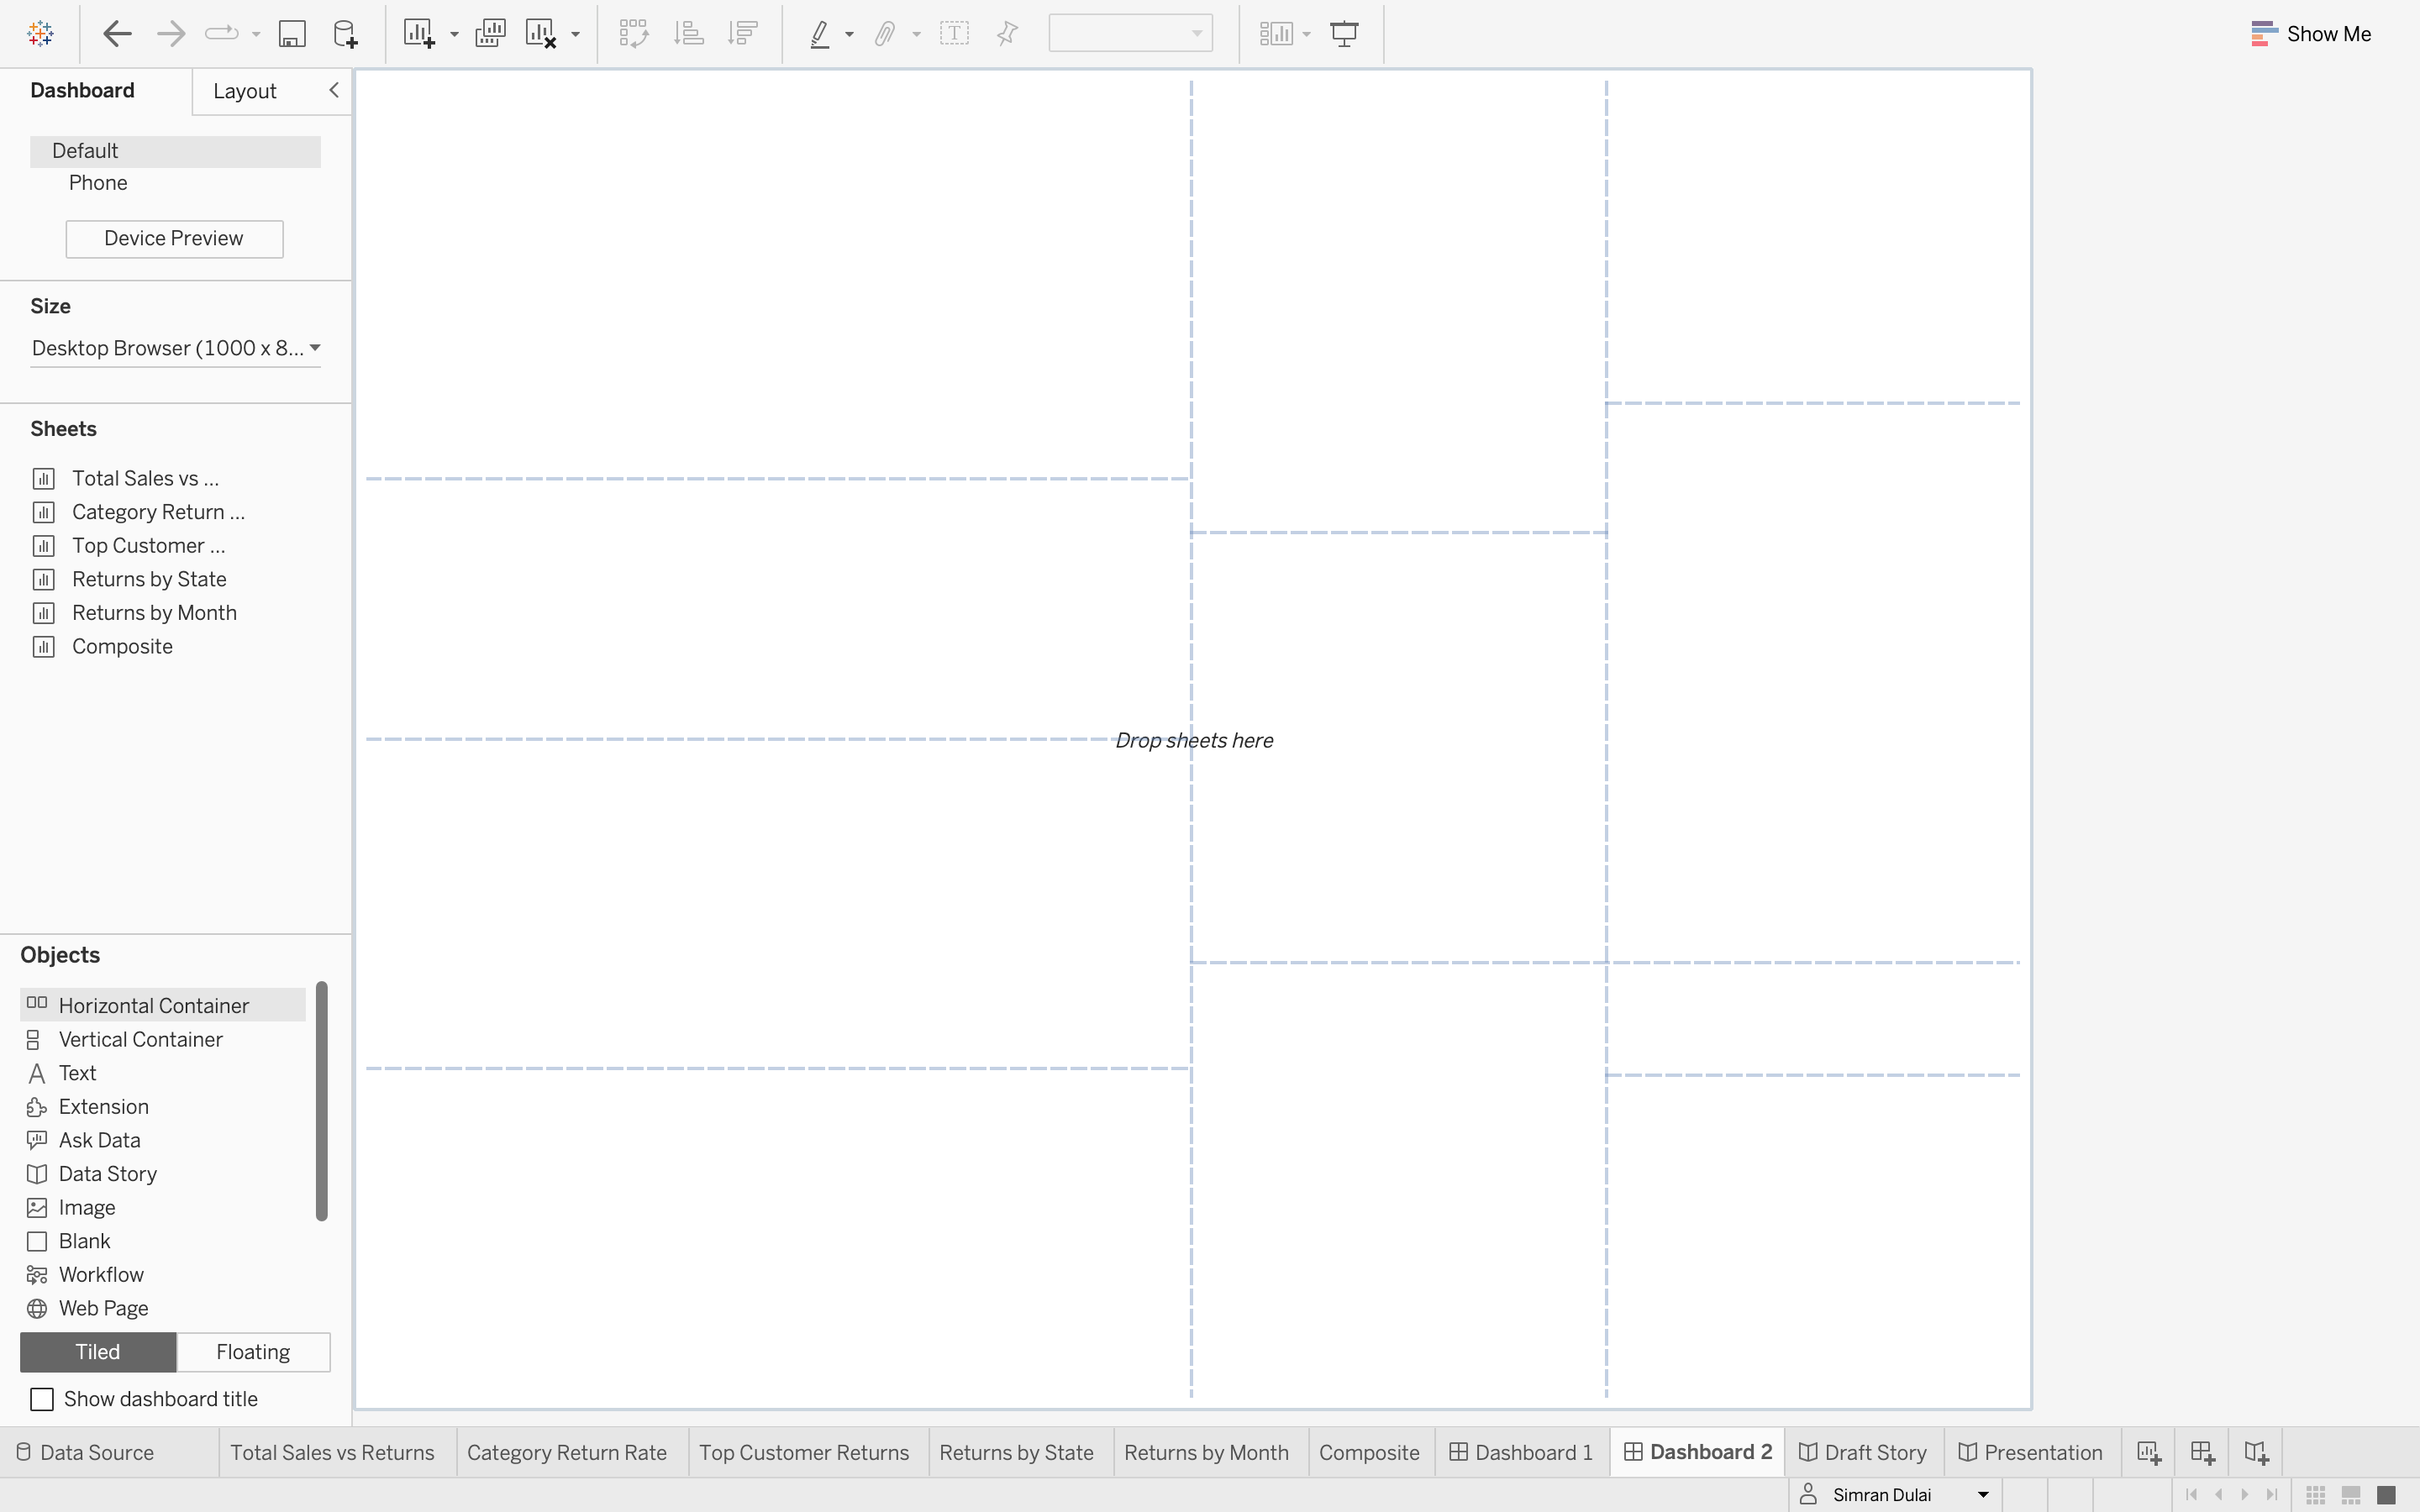 Show Me
Dashboard
Layout
Default
Phone
Device Preview
Size
Desktop Browser (1000 x 8...
Sheets
Total Sales vs ...
Category Return ...
Top Customer ...
Returns by State
Returns by Month
Composite
Drop sheets here
Objects
Horizontal Container
Vertical Container
Text
Extension
Ask Data
Data Story
Image
Blank
Workflow
Web Page
Tiled
Floating
Show dashboard title
Data Source
Total Sales vs Returns
Category Return Rate
Top Customer Returns
Returns by State
Returns by Month
Composite
Dashboard 1
Dashboard 2
Draft Story
Presentation
Simran Dulai